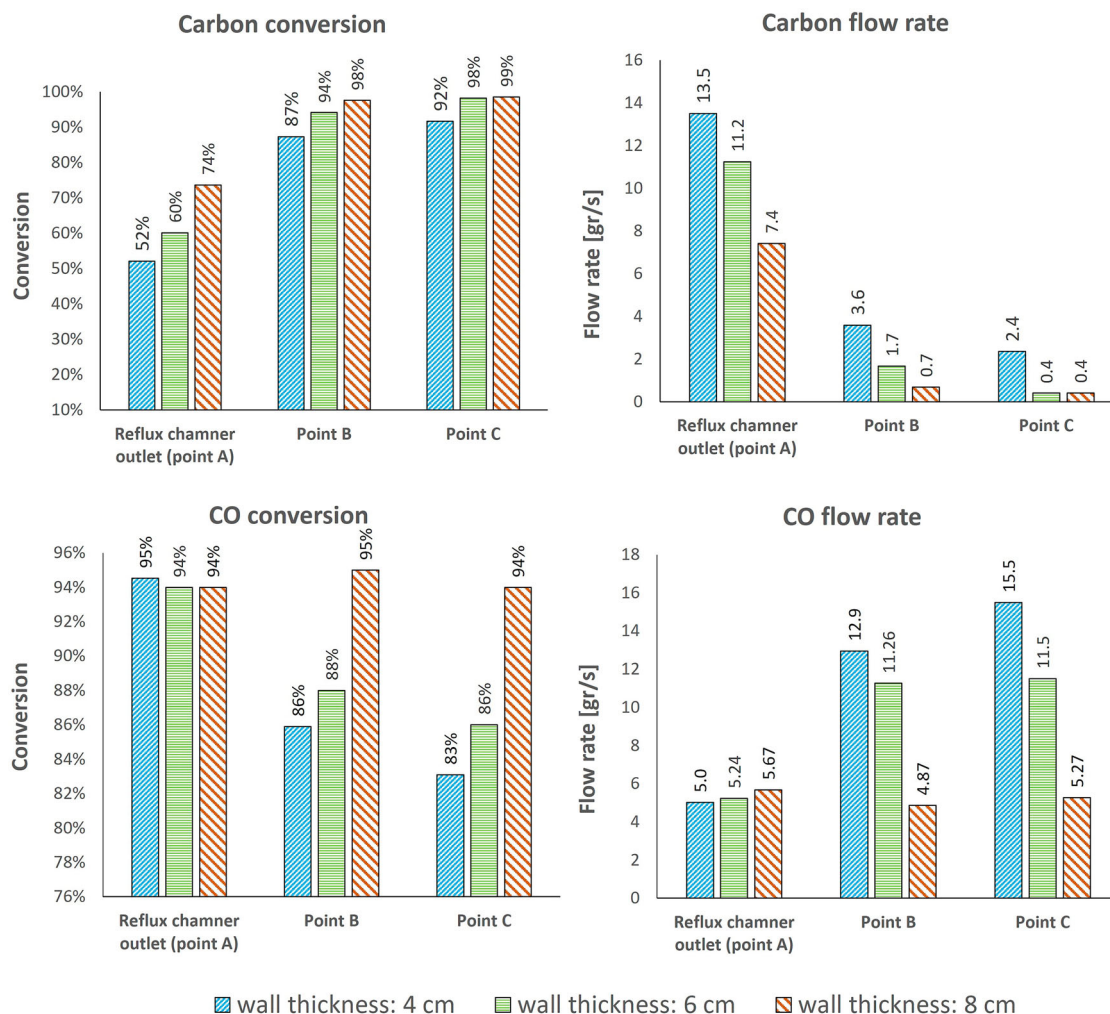 Carbon conversion
Conversion
100%
90%
80%
70%
60%
50%
40%
30%
20%
10%
52%
60%
74%
87%
94%
98%
92%
98%
99%
Reflux chamner
outlet (point A)
Point B
Point C
Carbon flow rate
Flow rate [gr/s]
16
14
12
10
8
6
4
2
0
13.5
11.2
7.4
3.6
1.7
0.7
2.4
0.4
0.4
Reflux chamner
outlet (point A)
Point B
Point C
CO conversion
Conversion
96%
94%
92%
90%
88%
86%
84%
82%
80%
78%
76%
95%
94%
94%
86%
88%
95%
83%
86%
94%
Reflux chamner
outlet (point A)
Point B
Point C
CO flow rate
Flow rate [gr/s]
18
16
14
12
10
8
6
4
2
0
5.0
5.24
5.67
12.9
11.26
4.87
15.5
11.5
5.27
Reflux chamner
outlet (point A)
Point B
Point C
wall thickness: 4 cm
wall thickness: 6 cm
wall thickness: 8 cm